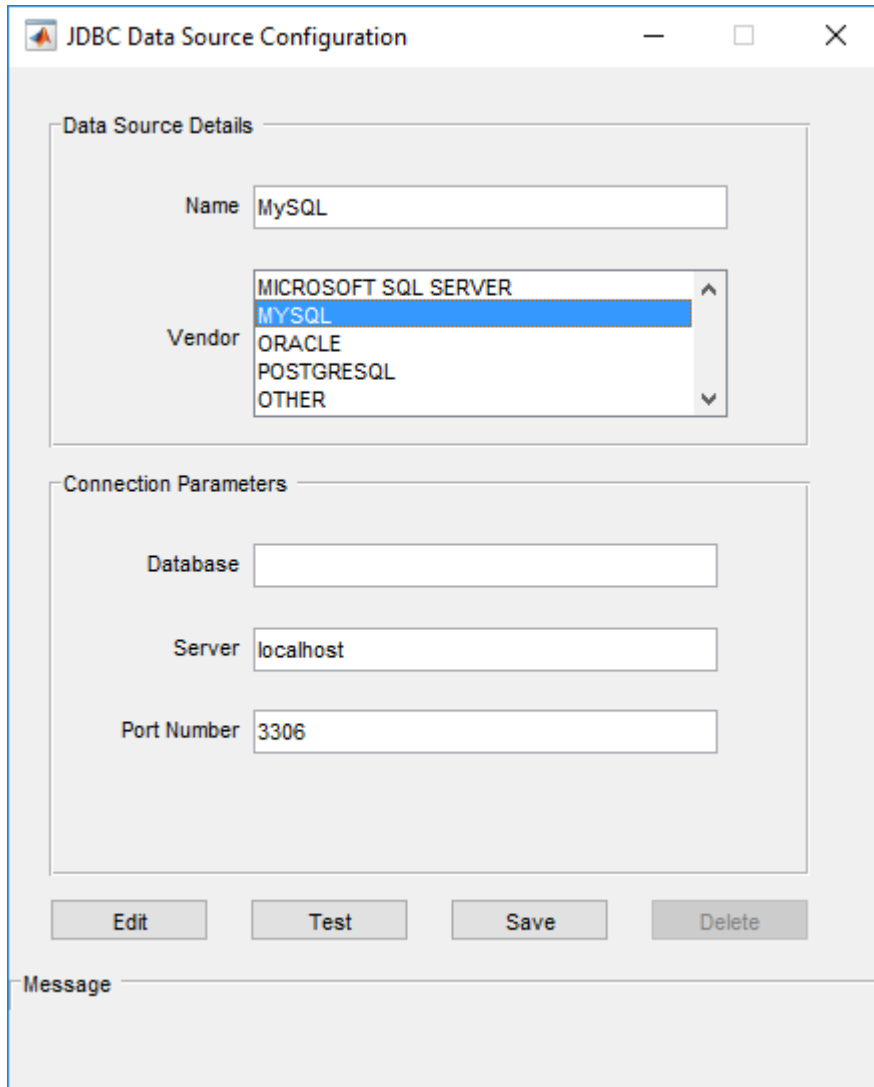 JDBC Data Source Configuration
Data Source Details
Name MySQL
MICROSOFT SQL SERVER
MYSQL
Vendor
ORACLE
POSTGRESQL
OTHER
Connection Parameters
Database
Server localhost
Port Number 3306
Edit Test Save Delete
Message